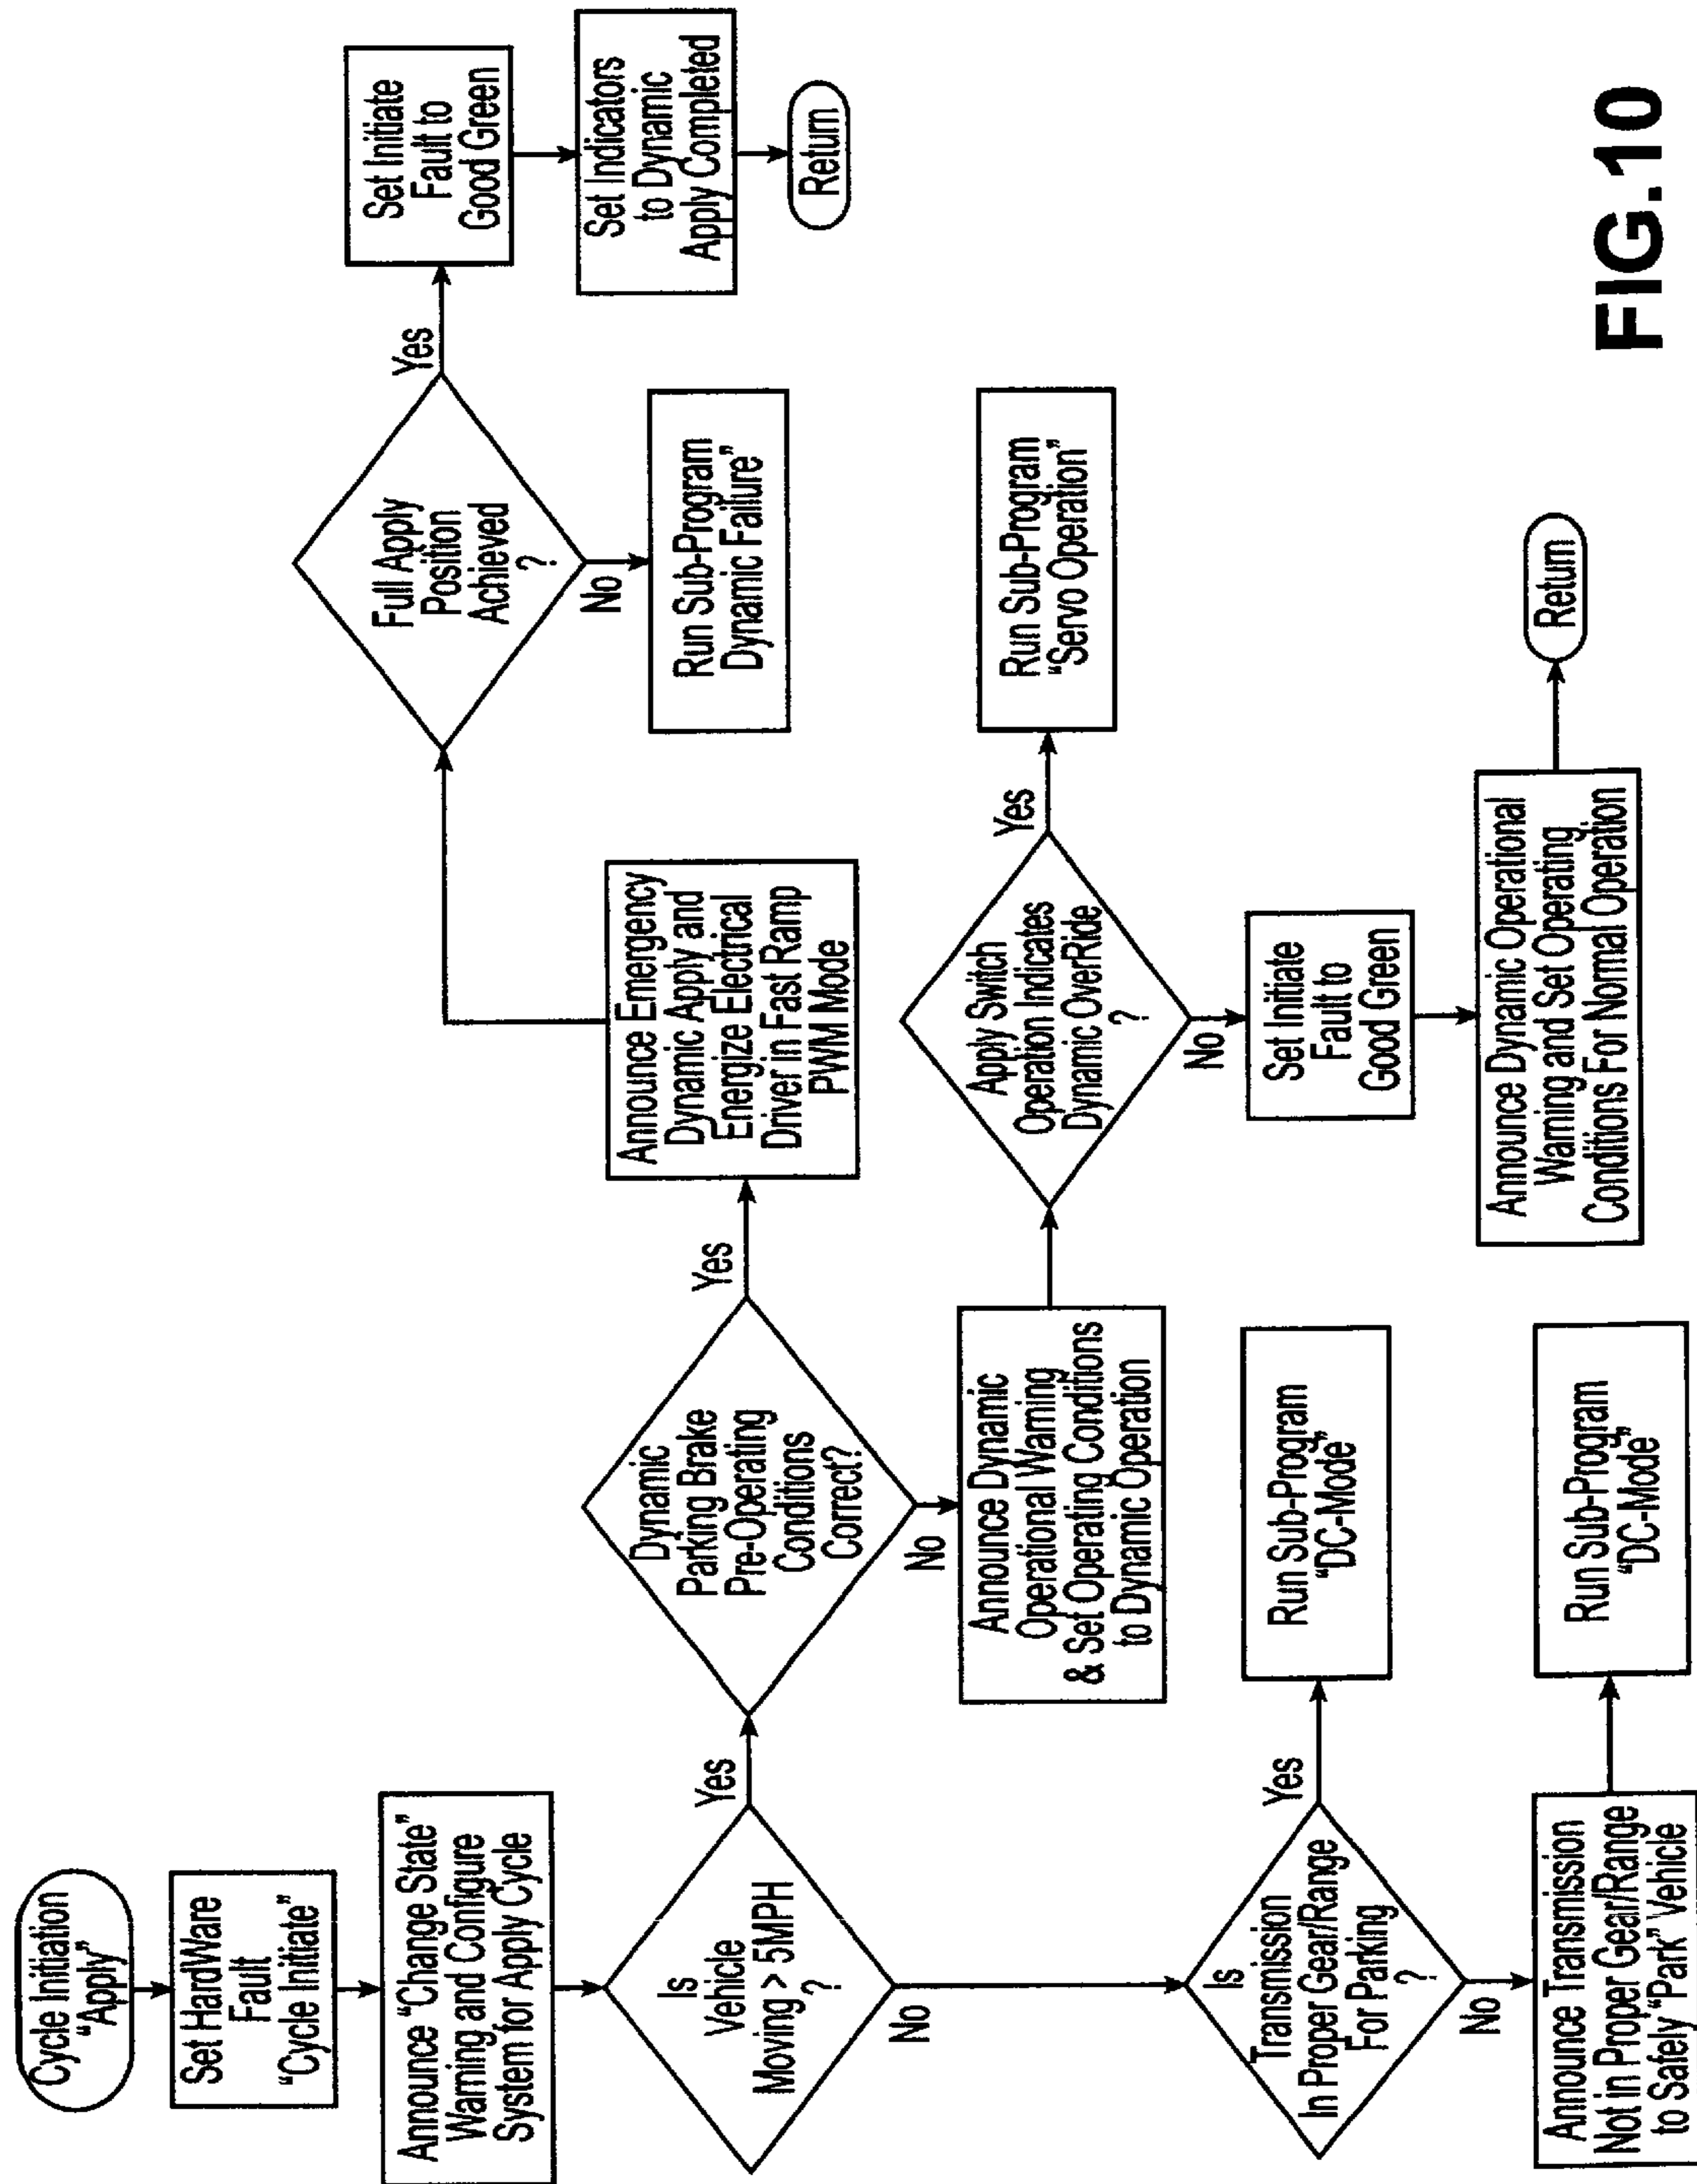 Cycle Initiation
“Apply”
Set HardWare
Fault
“Cycle Initiate”
Announce “Change State”
Warning and Configure
System for Apply Cycle
Is
Vehicle
Moving > 5MPH
?
Yes
No
Dynamic
Parking Brake
Pre-Operating
Conditions
Correct?
Yes
No
Announce Emergency
Dynamic Apply and
Energize Electrical
Driver in Fast Ramp
PWM Mode
Full Apply
Position
Achieved
?
Yes
No
Set Initiate
Fault to
Good Green
Set Indicators
to Dynamic
Apply Completed
Return
Run Sub-Program
Dynamic Failure”
Announce Dynamic
Operational Warning
& Set Operating Conditions
to Dynamic Operation
Apply Switch
Operation Indicates
Dynamic OverRide
?
Yes
No
Run Sub-Program
“Servo Operation”
Set Initiate
Fault to
Good Green
Announce Dynamic Operational
Warning and Set Operating
Conditions For Normal Operation
Return
Is
Transmission
In Proper Gear/Range
For Parking
?
Yes
No
Run Sub-Program
“DC-Mode”
Announce Transmission
Not in Proper Gear/Range
to Safely “Park” Vehicle
Run Sub-Program
“DC-Mode”
FIG.10